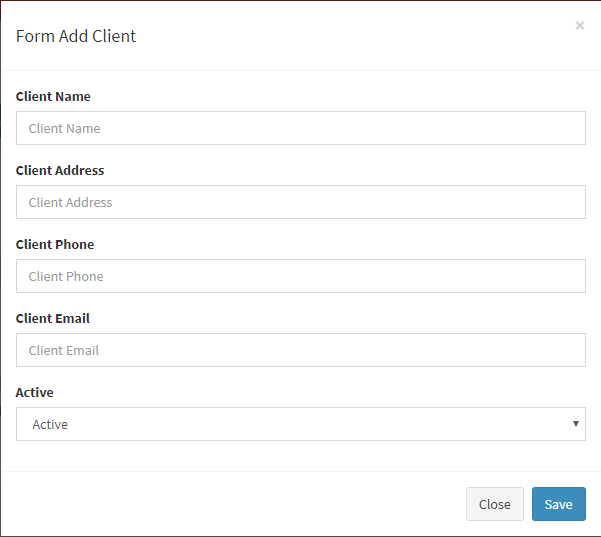 Form Add Client
×
Client Name
Client Name
Client Address
Client Address
Client Phone
Client Phone
Client Email
Client Email
Active
Active
Close Save